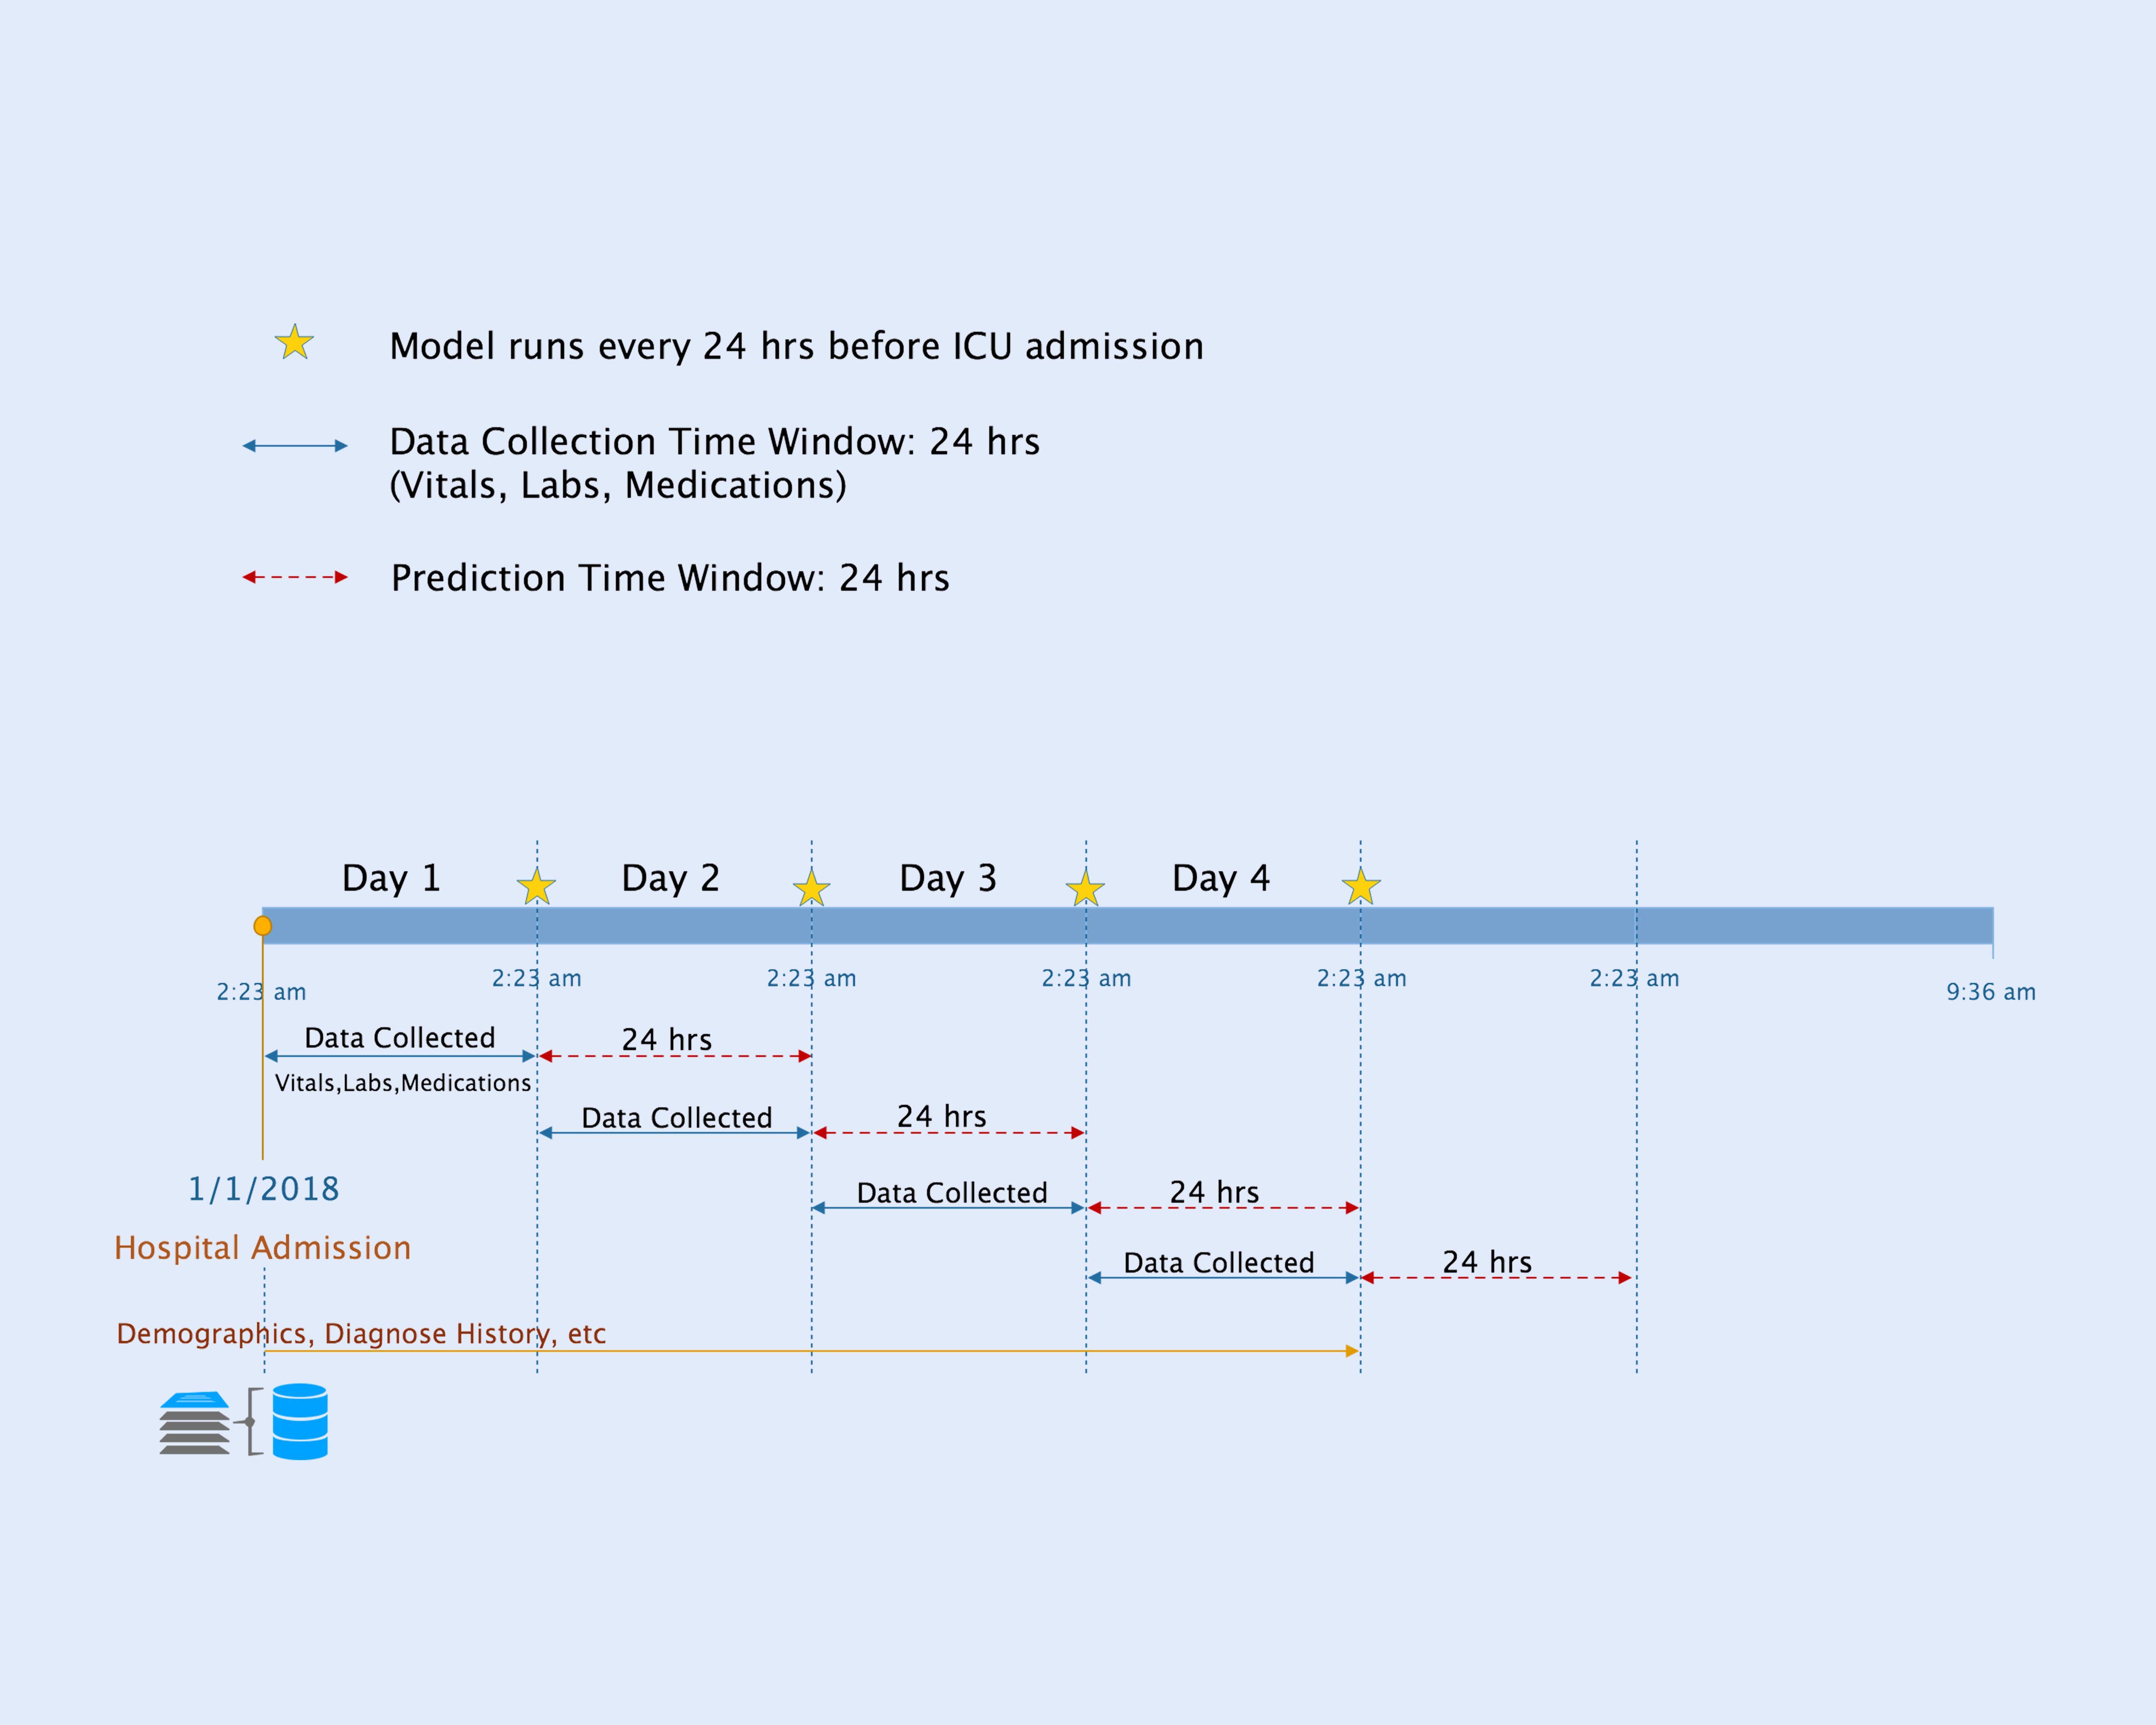 Model runs every 24 hrs before ICU admission
Data Collection Time Window: 24 hrs
(Vitals, Labs, Medications)
Prediction Time Window: 24 hrs
Day 1
Day 2
Day 3
Day 4
2:23 am
2:23 am
2:23 am
2:23 am
2:23 am
2:23 am
9:36 am
Data Collected
24 hrs
Vitals,Labs,Medications
Data Collected
24 hrs
1/1/2018
Data Collected
24 hrs
Hospital Admission
Data Collected
24 hrs
Demographics, Diagnose History, etc